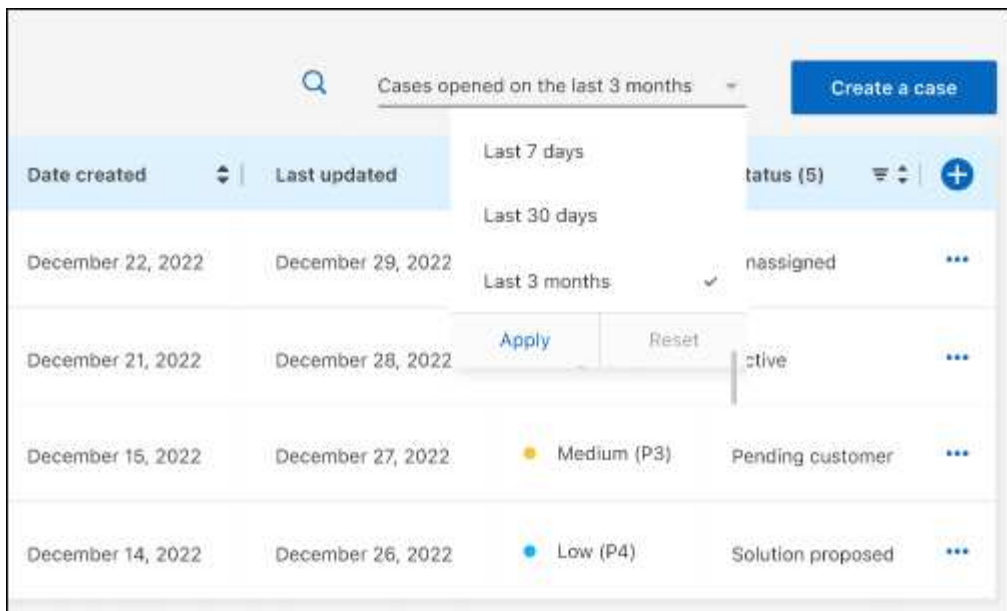 Cases opened on the last 3 months
Create a case
Last 7 days
Last 30 days
Last 3 months
Apply Reset
Date created Last updated tatus (5)
December 22, 2022 December 29, 2022 nassigned
December 21, 2022 December 28, 2022 ctive
December 15, 2022 December 27, 2022 Medium (P3) Pending customer
December 14, 2022 December 26, 2022 Low (P4) Solution proposed